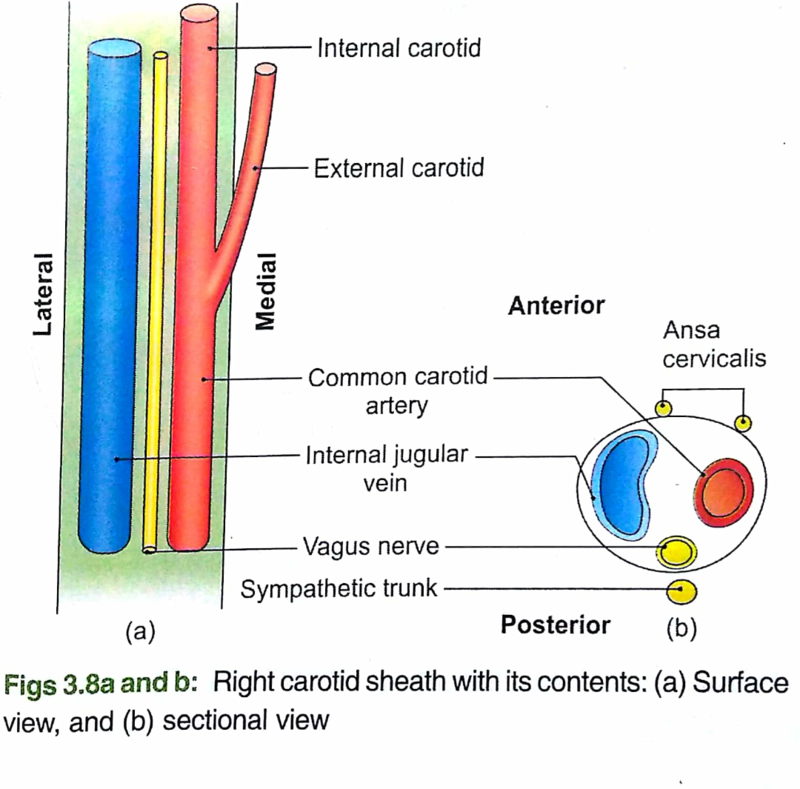 Internal carotid
External carotid
Lateral
Medial
Anterior
Ansa
cervicalis
Common carotid
artery
Internal jugular
vein
Vagus nerve
Sympathetic trunk
Posterior
(a)
(b)
Figs 3.8a and b: Right carotid sheath with its contents: (a) Surface
view, and (b) sectional view